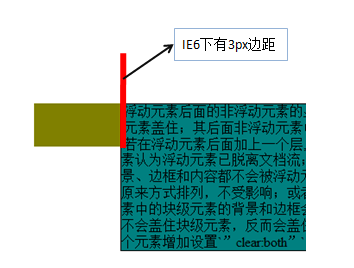 IE6下有3px边距
浮动元素后面的非浮动元素的
元素盖住；其后面非浮动元素
若在浮动元素后面加上一个层
素认为浮动元素已脱离文档流；
景、边框和内容都不会被浮动元
原来方式排列，不受影响；或者
素中的块级元素的背景和边框会
不会盖住块级元素，反而会盖住
个元素增加设置`”clear:both”`